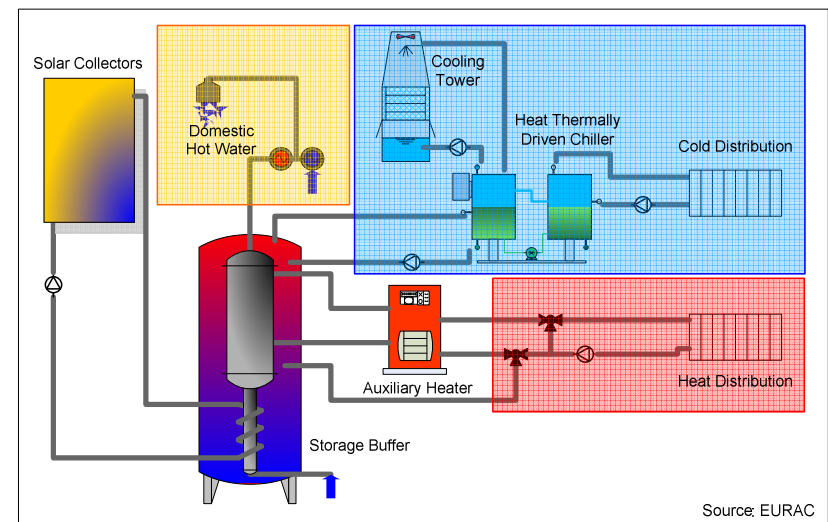 Solar Collectors
Domestic
Hot Water
Cooling
Tower
Heat Thermally
Driven Chiller
Cold Distribution
Auxiliary Heater
Heat Distribution
Storage Buffer
Source: EURAC